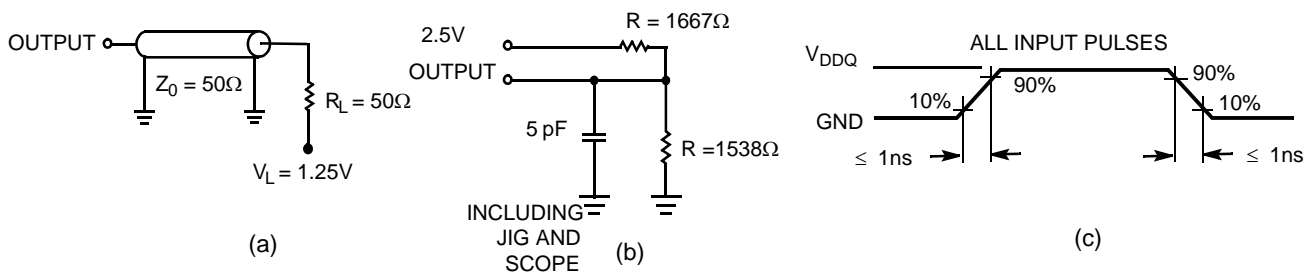 OUTPUT
Z0 = 50Ω
RL = 50Ω
VL = 1.25V
(a)
R = 1667Ω
2.5V
OUTPUT
5 pF
R =1538Ω
INCLUDING
JIG AND
SCOPE
(b)
ALL INPUT PULSES
VDDQ
90%
90%
10%
10%
GND
≤ 1ns
≤ 1ns
(c)